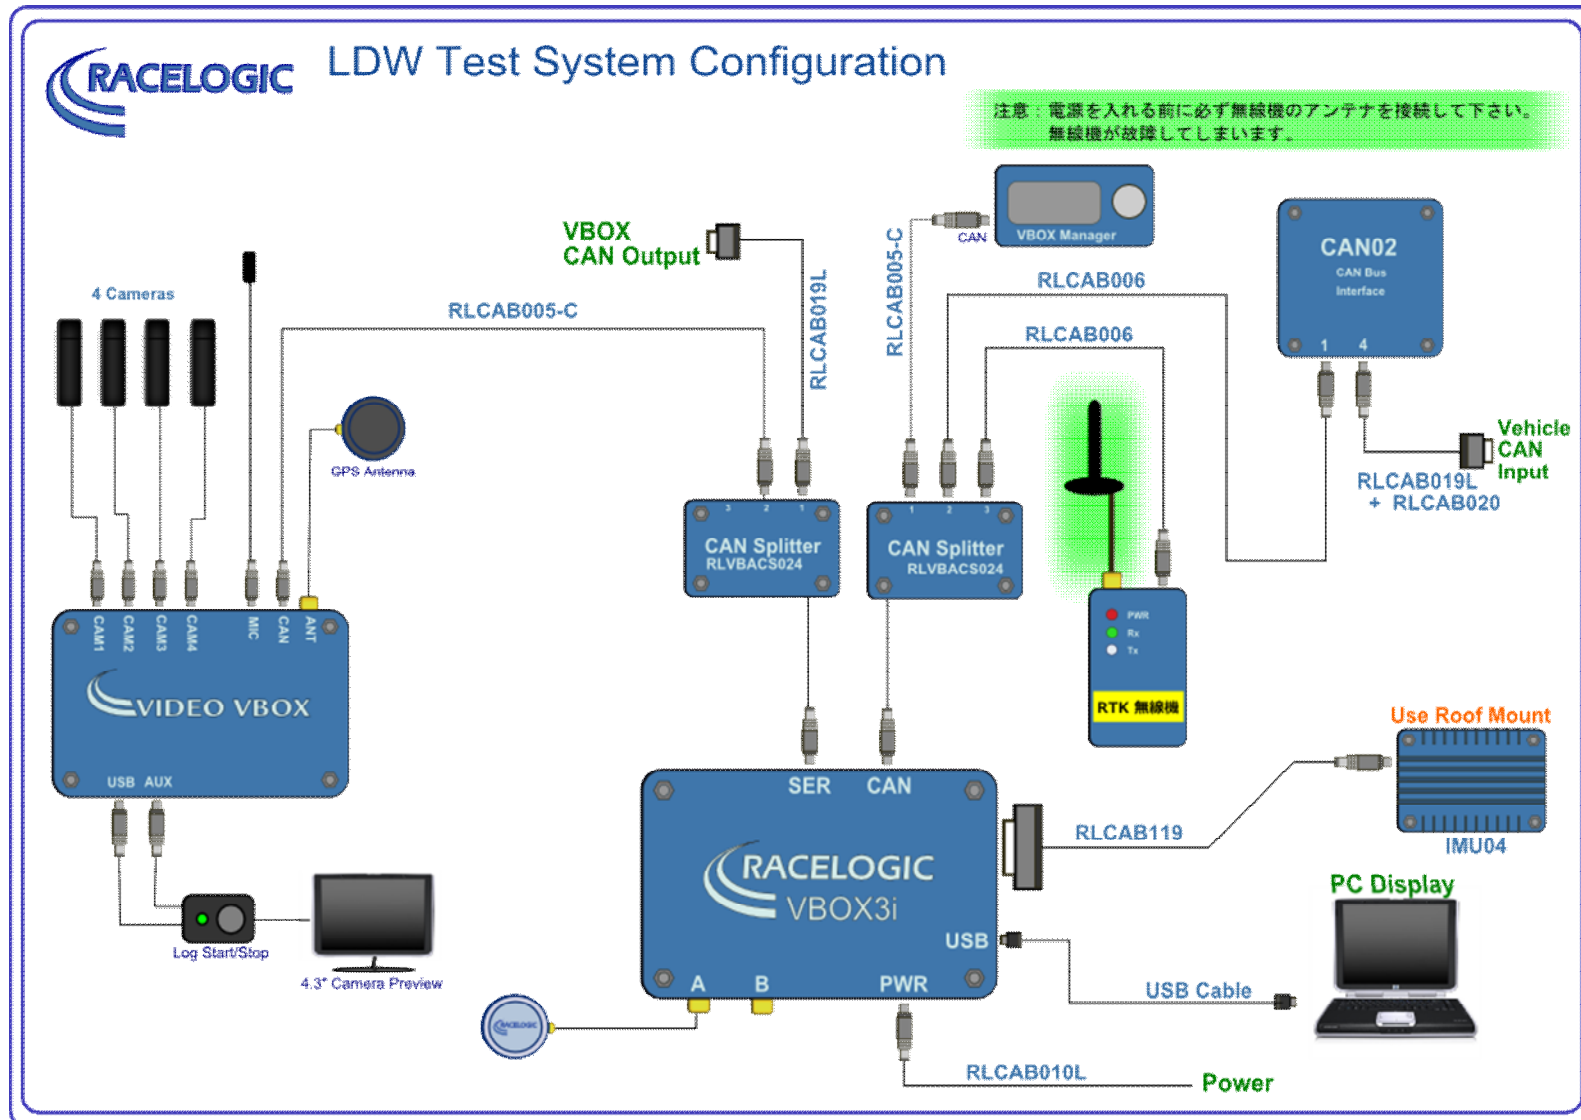 RACELOGIC
LDW Test System Configuration
注意：電源を入れる前に必ず無線機のアンテナを接続して下さい。
無線機が故障してしまいます。
VBOX
CAN Output
RLCAB019L
RLCAB005-C
CAN
VBOX Manager
RLCAB006
RLCAB006
CAN02
CAN Bus
Interface
1 4
4 Cameras
RLCAB005-C
GPS Antenna
Vehicle
CAN
Input
RLCAB019L
+ RLCAB020
3 2 1
CAN Splitter
RLVBACS024
1 2 3
CAN Splitter
RLVBACS024
CAM1
CAM2
CAM3
CAM4
MIC
CAN
ANT
VIDEO VBOX
USB AUX
PWR
Rx
Tx
RTK 無線機
Use Roof Mount
IMU04
SER CAN
RLCAB119
RACELOGIC
VBOX3i
USB
A B PWR
PC Display
Log Start/Stop
4.3" Camera Preview
RACELOGIC
USB Cable
RLCAB010L
Power